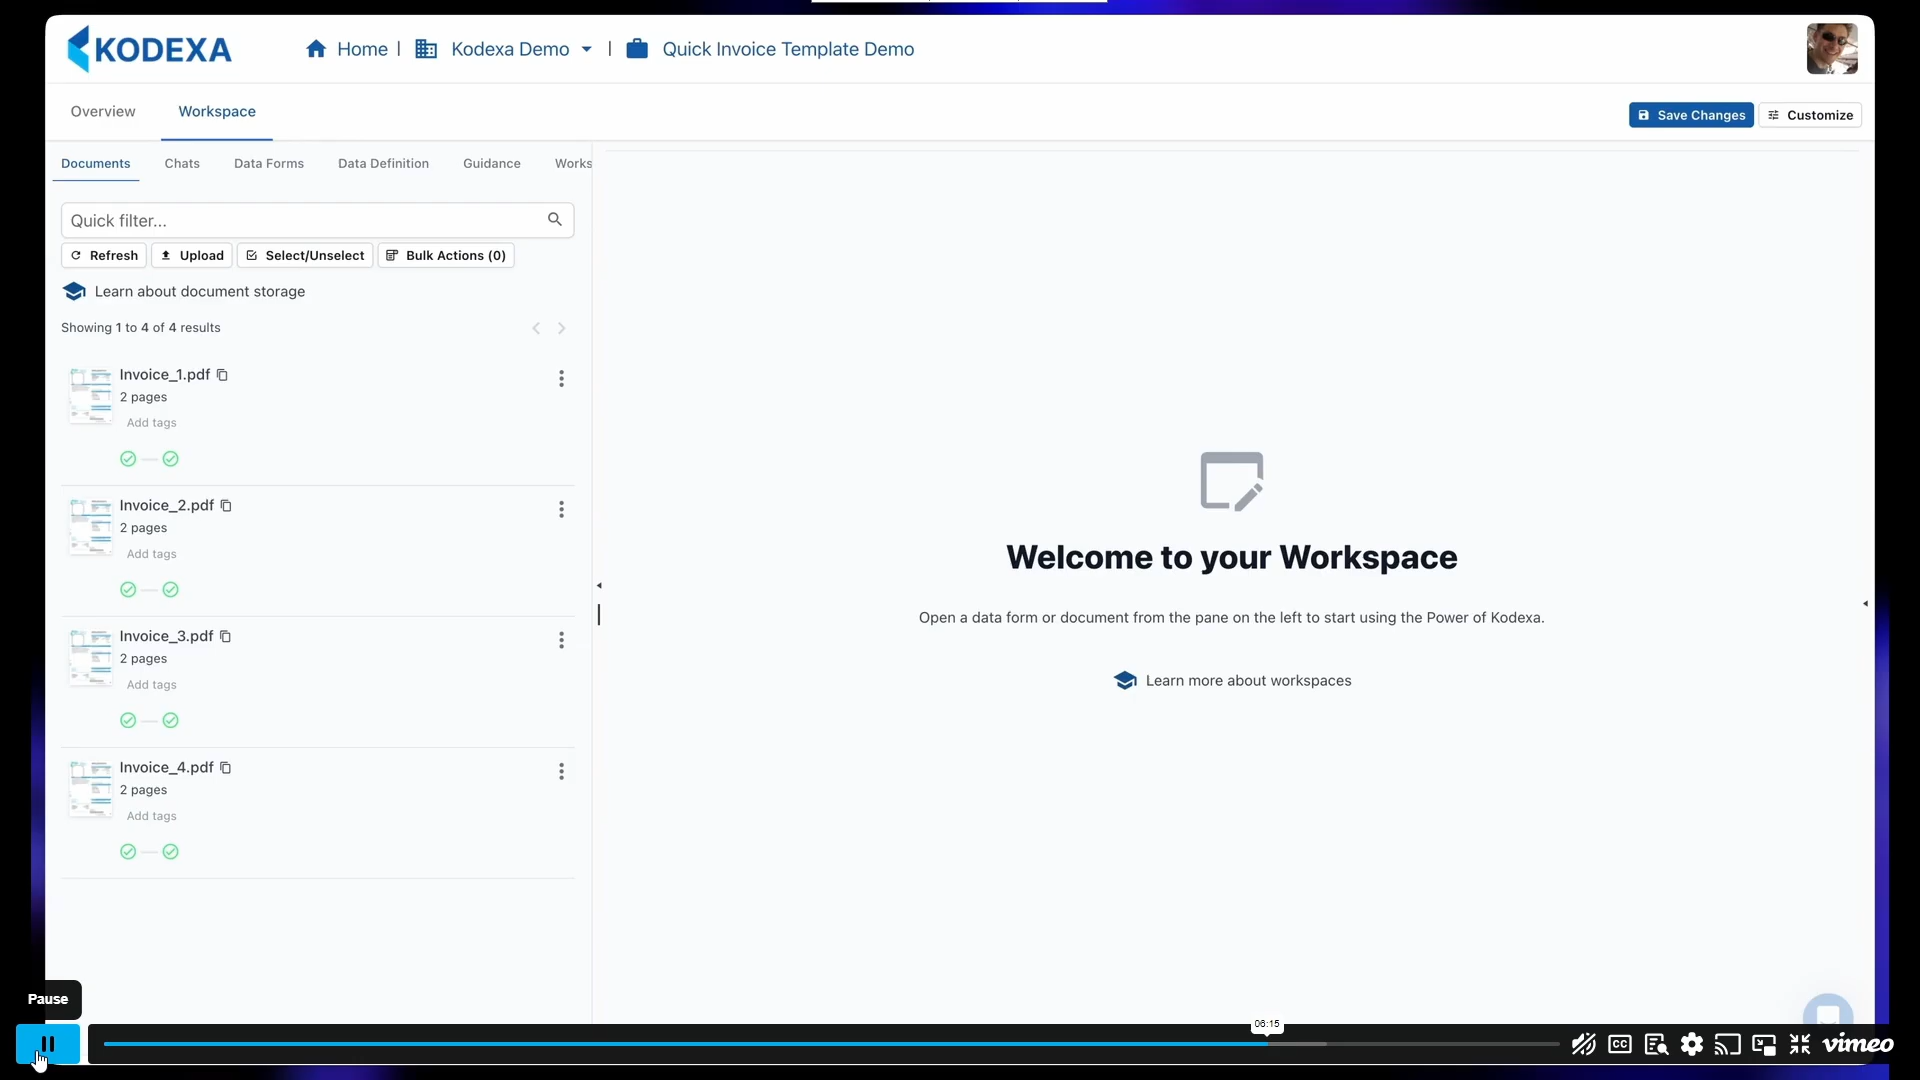 KODEXA
Home | Kodexa Demo | Quick Invoice Template Demo
Overview
Workspace
Save Changes
Customize
Documents
Chats
Data Forms
Data Definition
Guidance
Works
Quick filter...
Refresh
Upload
Select/Unselect
Bulk Actions (0)
Learn about document storage
Showing 1 to 4 of 4 results
Invoice_1.pdf
2 pages
Add tags
Invoice_2.pdf
2 pages
Add tags
Invoice_3.pdf
2 pages
Add tags
Invoice_4.pdf
2 pages
Add tags
Welcome to your Workspace
Open a data form or document from the pane on the left to start using the Power of Kodexa.
Learn more about workspaces
Pause
06:15
CC
vimeo